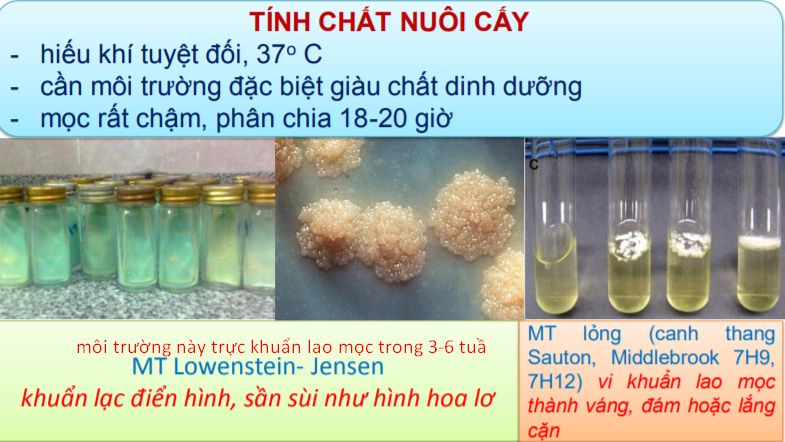 TÍNH CHẤT NUÔI CẤY
- hiếu khí tuyệt đối, 37º C
- cần môi trường đặc biệt giàu chất dinh dưỡng
- mọc rất chậm, phân chia 18-20 giờ
C
môi trường này trực khuẩn lao mọc trong 3-6 tuầ
MT Lowenstein- Jensen
khuẩn lạc điển hình, sần sùi như hình hoa lơ
MT lỏng (canh thang
Sauton, Middlebrook 7H9,
7H12) vi khuẩn lao mọc
thành váng, đám hoặc lắng
cặn